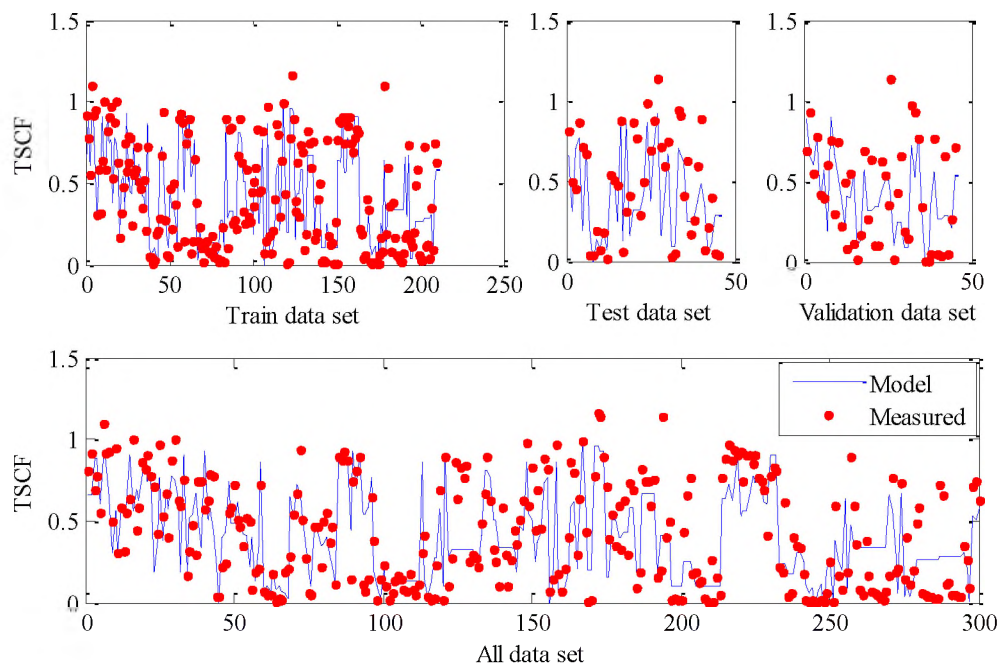 1.5
1
0.5
0
TSCF
0 50 100 150 200 250
Train data set
1.5
1
0.5
0
0 50
Test data set
1.5
1
0.5
0
0 50
Validation data set
1.5
1
0.5
0
TSCF
Model
Measured
0 50 100 150 200 250 300
All data set